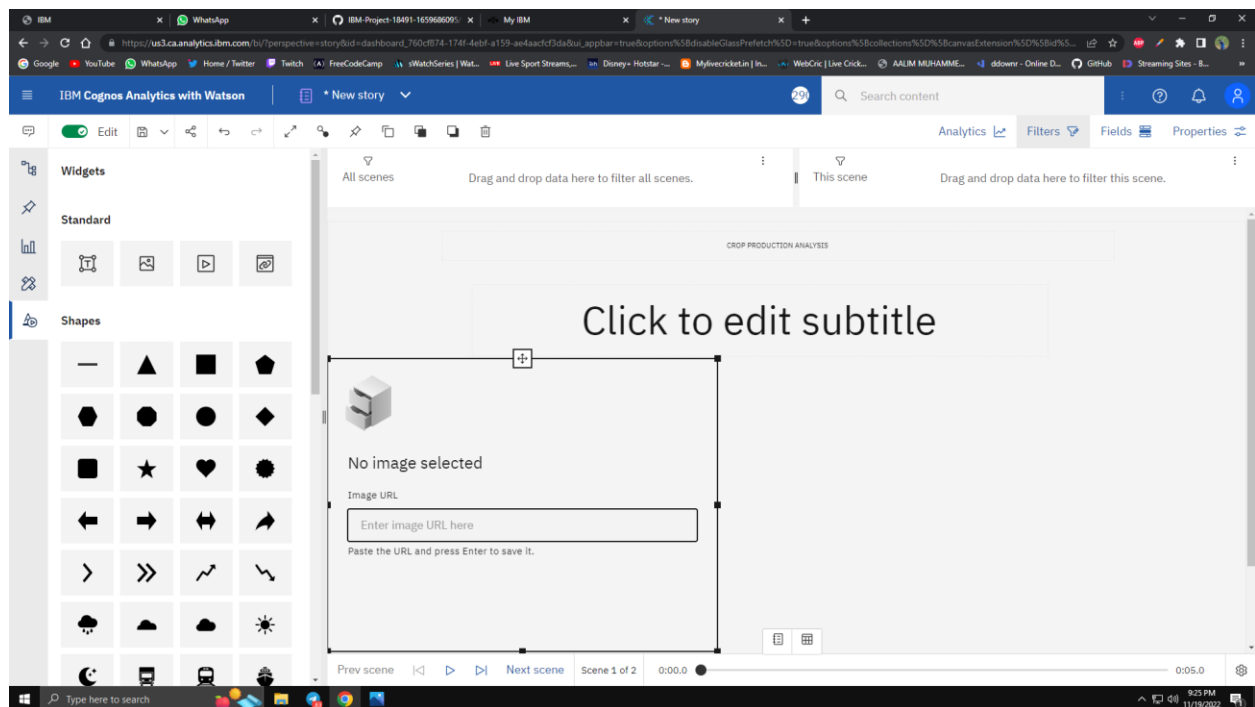 IBM
WhatsApp
IBM-Project-18491-1659686095/
My IBM
* New story
https://us3.ca.analytics.ibm.com/bi/?perspective=story&id=dashboard_760cf874-174f-4ebf-a159-ae4aacfcf3da&ui_appbar=true&options%5BdisableGlassPrefetch%5D=true&options%5Bcollections%5D%5BcanvasExtension%5D%5Bid%5...
Google
YouTube
WhatsApp
Home / Twitter
Twitch
FreeCodeCamp
sWatchSeries | Wat...
Live Sport Streams,...
Disney+ Hotstar -...
Mylivecricket.in | In...
WebCric | Live Crick...
AALIM MUHAMME...
ddownr - Online D...
GitHub
Streaming Sites - B...
IBM Cognos Analytics with Watson
* New story
290
Search content
Edit
Analytics
Filters
Fields
Properties
Widgets
All scenes
Drag and drop data here to filter all scenes.
This scene
Drag and drop data here to filter this scene.
Standard
CROP PRODUCTION ANALYSIS
Click to edit subtitle
Shapes
No image selected
Image URL
Enter image URL here
Paste the URL and press Enter to save it.
Prev scene
Next scene
Scene 1 of 2
0:00.0
0:05.0
Type here to search
9:25 PM
11/19/2022